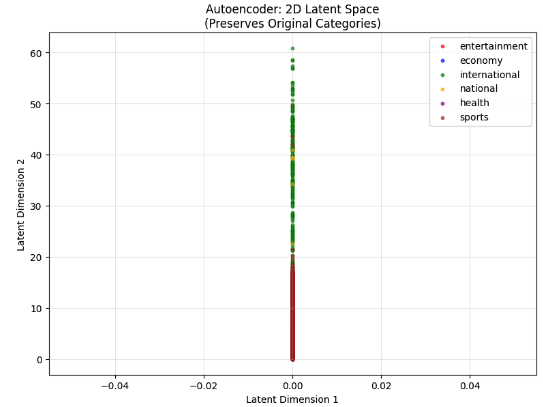 Autoencoder: 2D Latent Space
(Preserves Original Categories)
60
50
40
30
20
10
0
Latent Dimension 2
entertainment
economy
international
national
health
sports
−0.04
−0.02
0.00
0.02
0.04
Latent Dimension 1